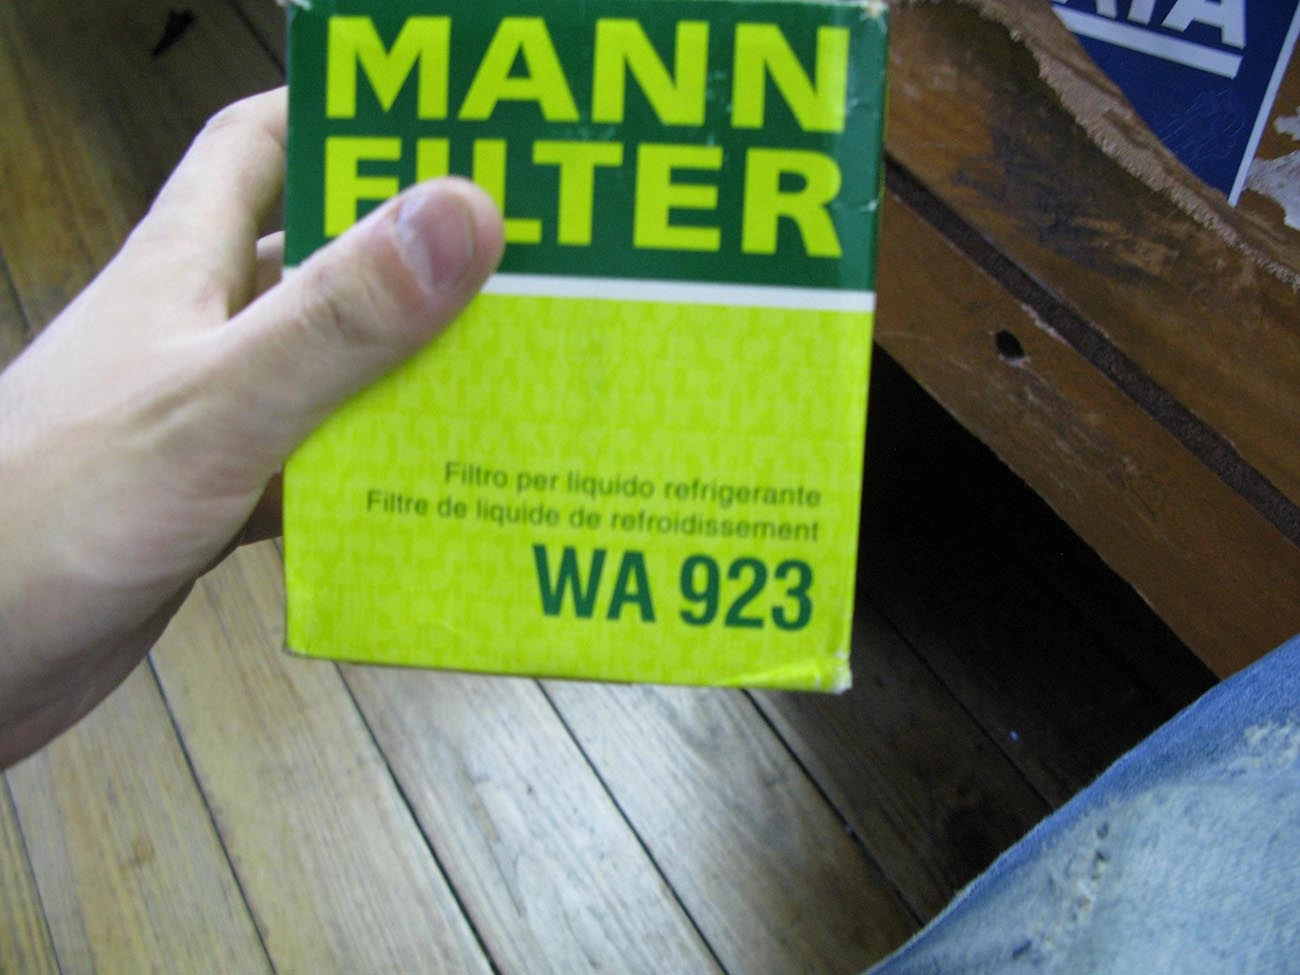 MANN
FILTER
Filtro per liquido refrigerante
Filtre de liquide de refroidissement
WA 923